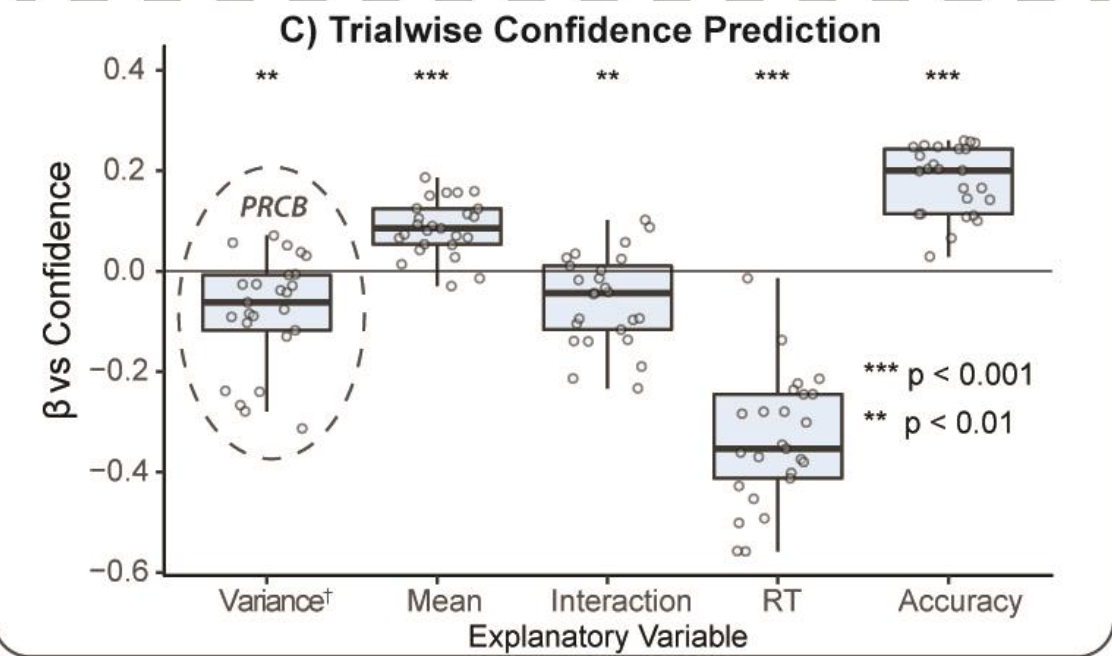 C) Trialwise Confidence Prediction
** *** ** *** ***
0.4
0.2
0.0
−0.2
−0.4
−0.6
β vs Confidence
PRCB
*** p < 0.001
** p < 0.01
Variance† Mean Interaction RT Accuracy
Explanatory Variable